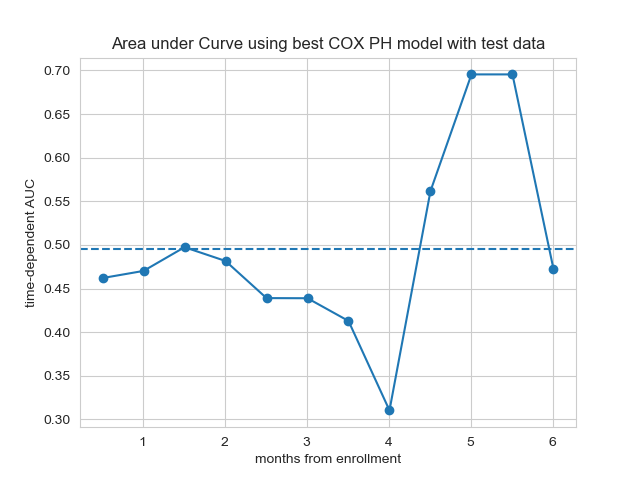 Area under Curve using best COX PH model with test data
time-dependent AUC
0.70
0.65
0.60
0.55
0.50
0.45
0.40
0.35
0.30
1 2 3 4 5 6
months from enrollment